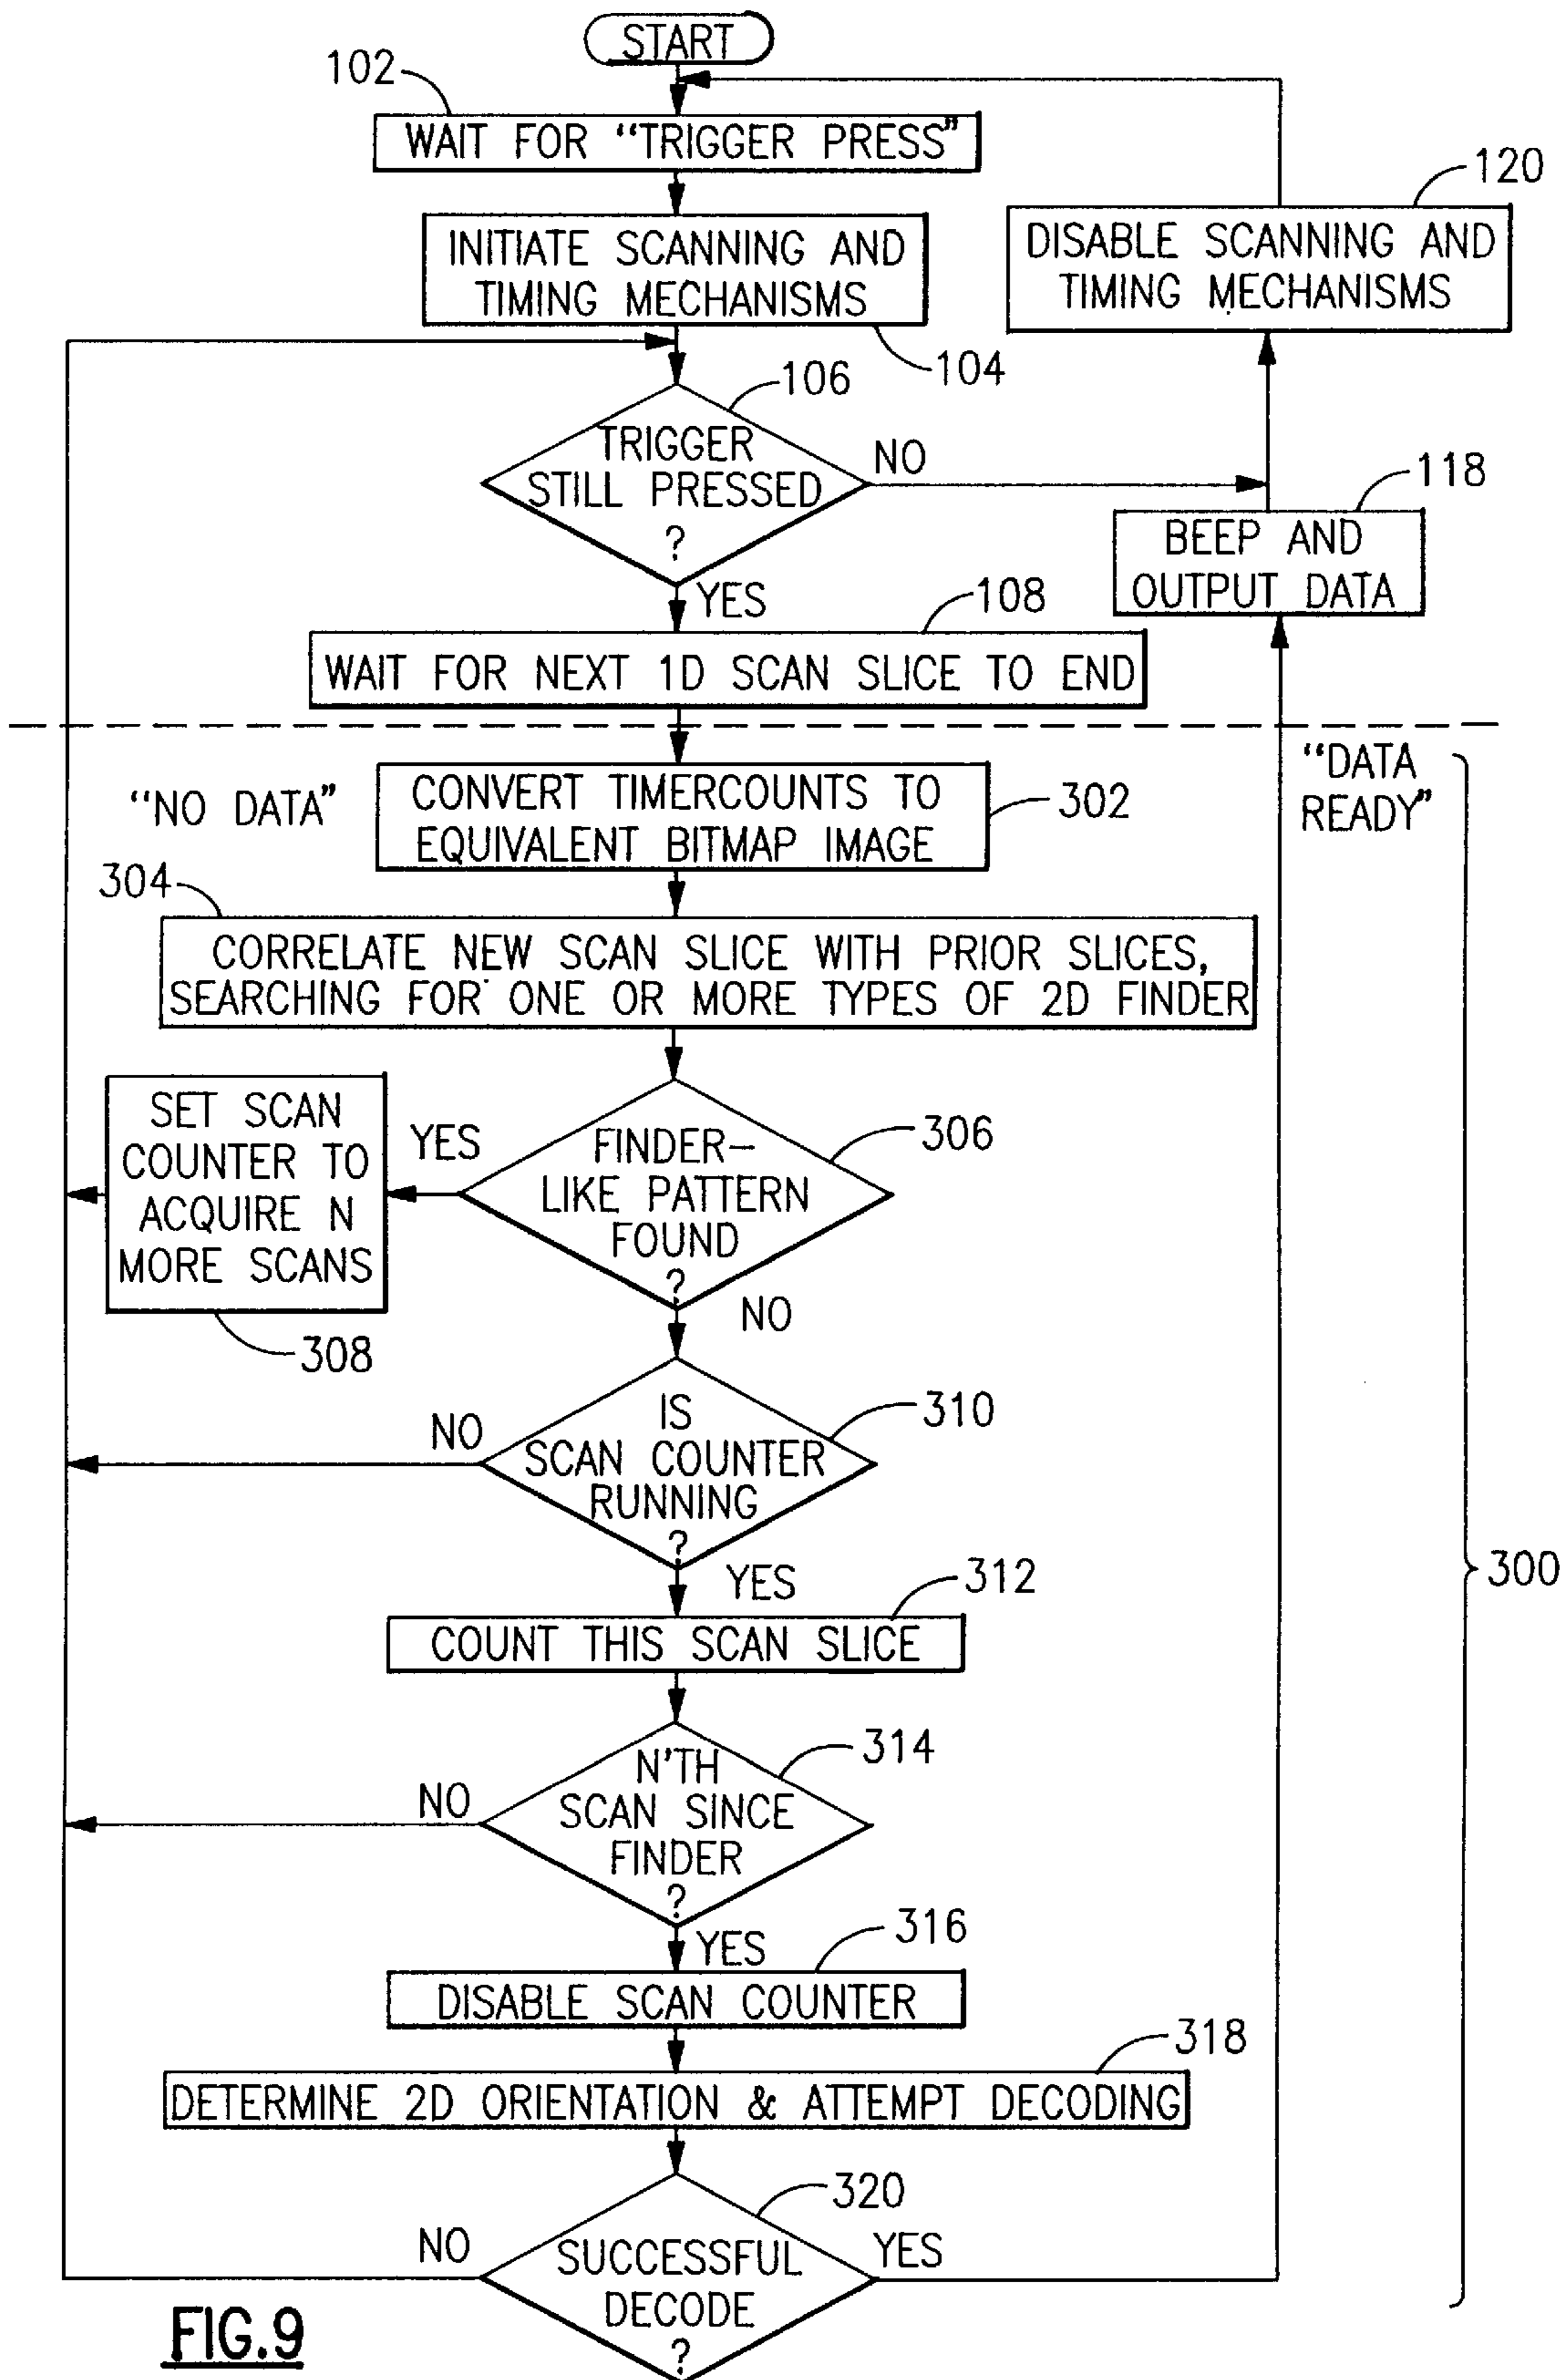 START
102
WAIT FOR “TRIGGER PRESS”
120
INITIATE SCANNING AND
TIMING MECHANISMS
DISABLE SCANNING AND
TIMING MECHANISMS
104
106
TRIGGER
STILL PRESSED
?
NO
118
BEEP AND
OUTPUT DATA
YES
108
WAIT FOR NEXT 1D SCAN SLICE TO END
“NO DATA”
“DATA
READY”
CONVERT TIMERCOUNTS TO
EQUIVALENT BITMAP IMAGE
302
304
CORRELATE NEW SCAN SLICE WITH PRIOR SLICES,
SEARCHING FOR ONE OR MORE TYPES OF 2D FINDER
SET SCAN
COUNTER TO
ACQUIRE N
MORE SCANS
YES
FINDER–
LIKE PATTERN
FOUND
?
306
NO
308
NO
IS
SCAN COUNTER
RUNNING
?
310
YES
312
300
COUNT THIS SCAN SLICE
NO
N'TH
SCAN SINCE
FINDER
?
314
YES
316
DISABLE SCAN COUNTER
318
DETERMINE 2D ORIENTATION & ATTEMPT DECODING
320
NO
SUCCESSFUL
DECODE
?
YES
FIG.9